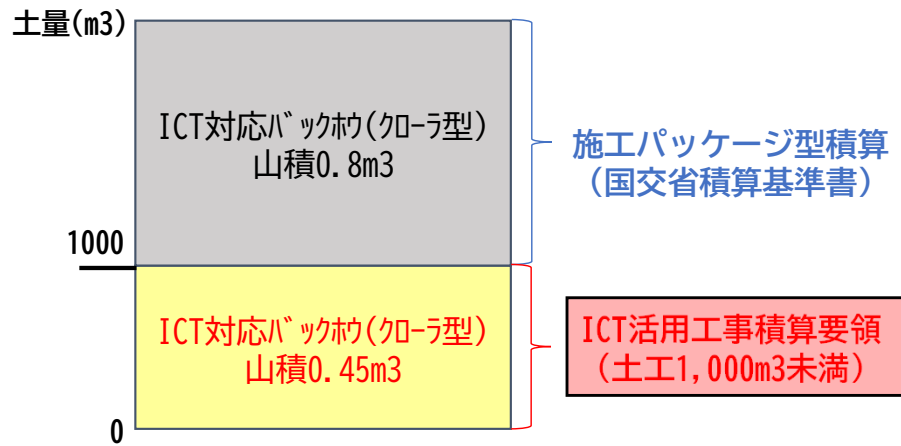 土量(m3)
ICT対応ﾊﾞｯｸﾎｳ(ｸﾛｰﾗ型)
山積0.8m3
施工パッケージ型積算
(国交省積算基準書)
1000
ICT対応ﾊﾞｯｸﾎｳ(ｸﾛｰﾗ型)
山積0.45m3
ICT活用工事積算要領
(土工1,000m3未満)
0